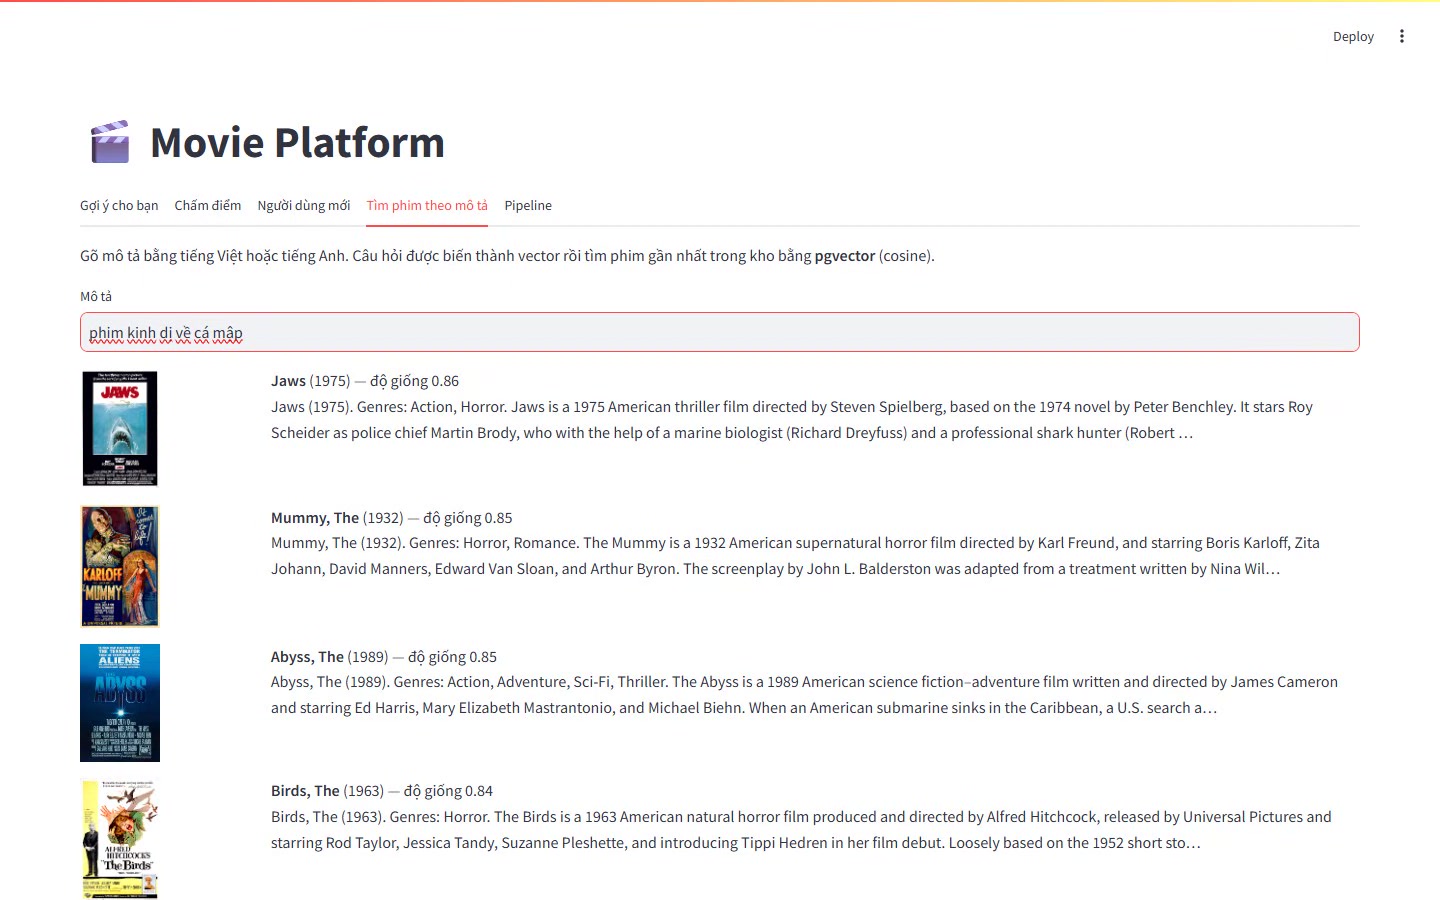 Deploy
Movie Platform
Gợi ý cho bạn Chấm điểm Người dùng mới Tìm phim theo mô tả Pipeline
Gõ mô tả bằng tiếng Việt hoặc tiếng Anh. Câu hỏi được biến thành vector rồi tìm phim gần nhất trong kho bằng pgvector (cosine).
Mô tả
phim kinh dị về cá mập
JAWS
Jaws (1975) — độ giống 0.86
Jaws (1975). Genres: Action, Horror. Jaws is a 1975 American thriller film directed by Steven Spielberg, based on the 1974 novel by Peter Benchley. It stars Roy
Scheider as police chief Martin Brody, who with the help of a marine biologist (Richard Dreyfuss) and a professional shark hunter (Robert …
KARLOFF
MUMMY
Mummy, The (1932) — độ giống 0.85
Mummy, The (1932). Genres: Horror, Romance. The Mummy is a 1932 American supernatural horror film directed by Karl Freund, and starring Boris Karloff, Zita
Johann, David Manners, Edward Van Sloan, and Arthur Byron. The screenplay by John L. Balderston was adapted from a treatment written by Nina Wil…
ALIENS
ABYSS
Abyss, The (1989) — độ giống 0.85
Abyss, The (1989). Genres: Action, Adventure, Sci-Fi, Thriller. The Abyss is a 1989 American science fiction–adventure film written and directed by James Cameron
and starring Ed Harris, Mary Elizabeth Mastrantonio, and Michael Biehn. When an American submarine sinks in the Caribbean, a U.S. search a…
ALFRED
HITCHCOCK'S
"The Birds"
Birds, The (1963) — độ giống 0.84
Birds, The (1963). Genres: Horror. The Birds is a 1963 American natural horror film produced and directed by Alfred Hitchcock, released by Universal Pictures and
starring Rod Taylor, Jessica Tandy, Suzanne Pleshette, and introducing Tippi Hedren in her film debut. Loosely based on the 1952 short sto…